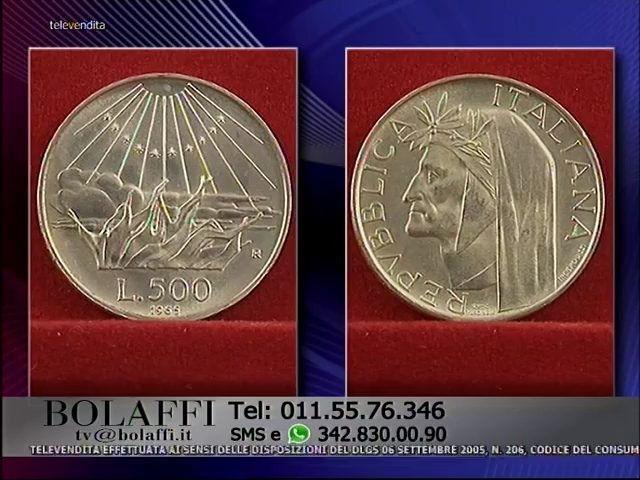 televendita
L. 500
1965
R
REPVBBLICA ITALIANA
BOLAFFI
tv@bolaffi.it
Tel: 011.55.76.346
SMS e 342.830.00.90
TELEVENDITA EFFETTUATA AI SENSI DELLE DISPOSIZIONI DEL DLGS 06 SETTEMBRE 2005, N. 206, CODICE DEL CONSUM